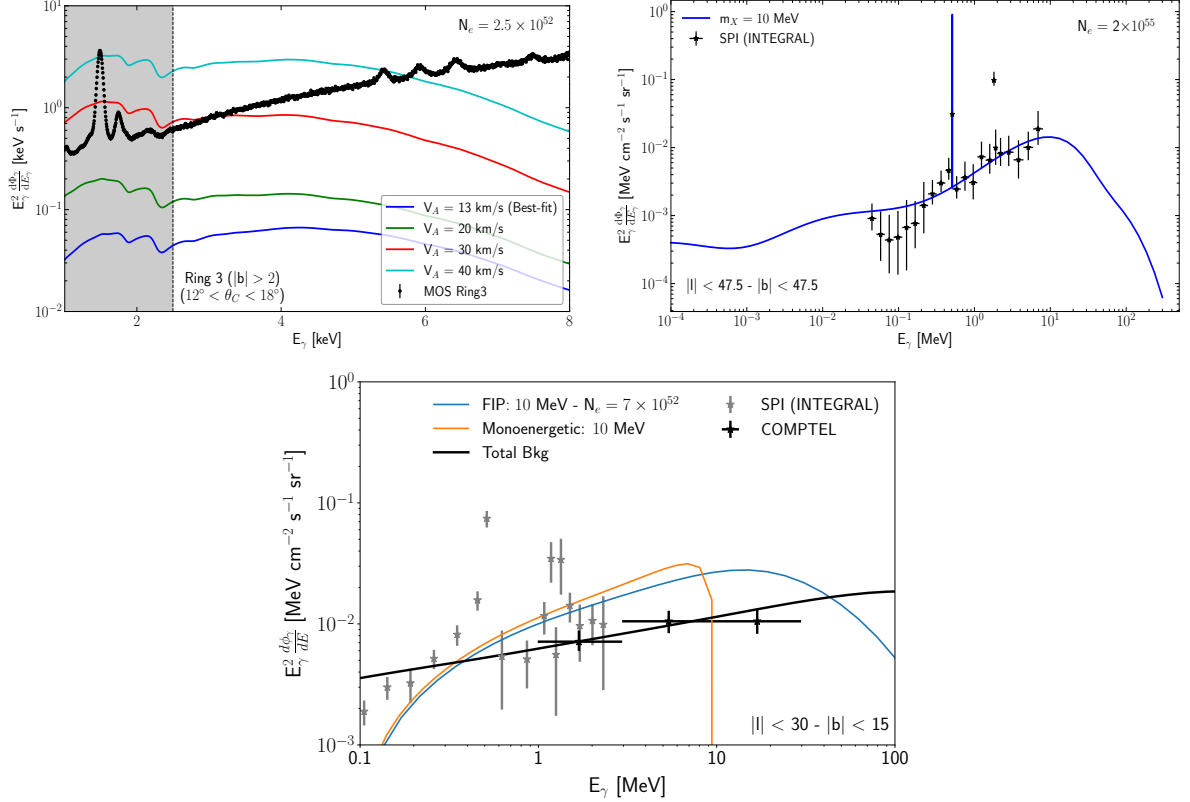 N_e = 2.5 × 10^52
E_γ^2 dΦ_γ/dE_γ [keV s^−1]
10^1
10^0
10^−1
10^−2
V_A = 13 km/s (Best-fit)
V_A = 20 km/s
V_A = 30 km/s
V_A = 40 km/s
MOS Ring3
Ring 3 (|b| > 2)
(12° < θ_C < 18°)
2 4 6 8
E_γ [keV]
m_X = 10 MeV
SPI (INTEGRAL)
N_e = 2×10^55
E_γ^2 dΦ_γ/dE_γ [MeV cm^−2 s^−1 sr^−1]
10^0
10^−1
10^−2
10^−3
10^−4
|l| < 47.5 - |b| < 47.5
10^−4 10^−3 10^−2 10^−1 10^0 10^1 10^2
E_γ [MeV]
FIP: 10 MeV - N_e = 7 × 10^52
Monoenergetic: 10 MeV
Total Bkg
SPI (INTEGRAL)
COMPTEL
E_γ^2 dϕ_γ/dE [MeV cm^−2 s^−1 sr^−1]
10^0
10^−1
10^−2
10^−3
|l| < 30 - |b| < 15
0.1 1 10 100
E_γ [MeV]